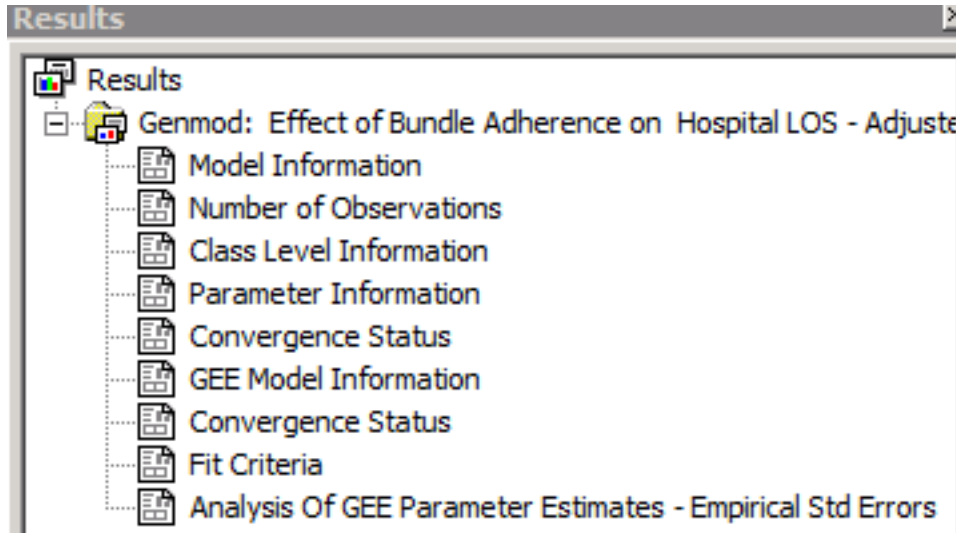 Results
Results
Genmod: Effect of Bundle Adherence on Hospital LOS - Adjuste
Model Information
Number of Observations
Class Level Information
Parameter Information
Convergence Status
GEE Model Information
Convergence Status
Fit Criteria
Analysis Of GEE Parameter Estimates - Empirical Std Errors